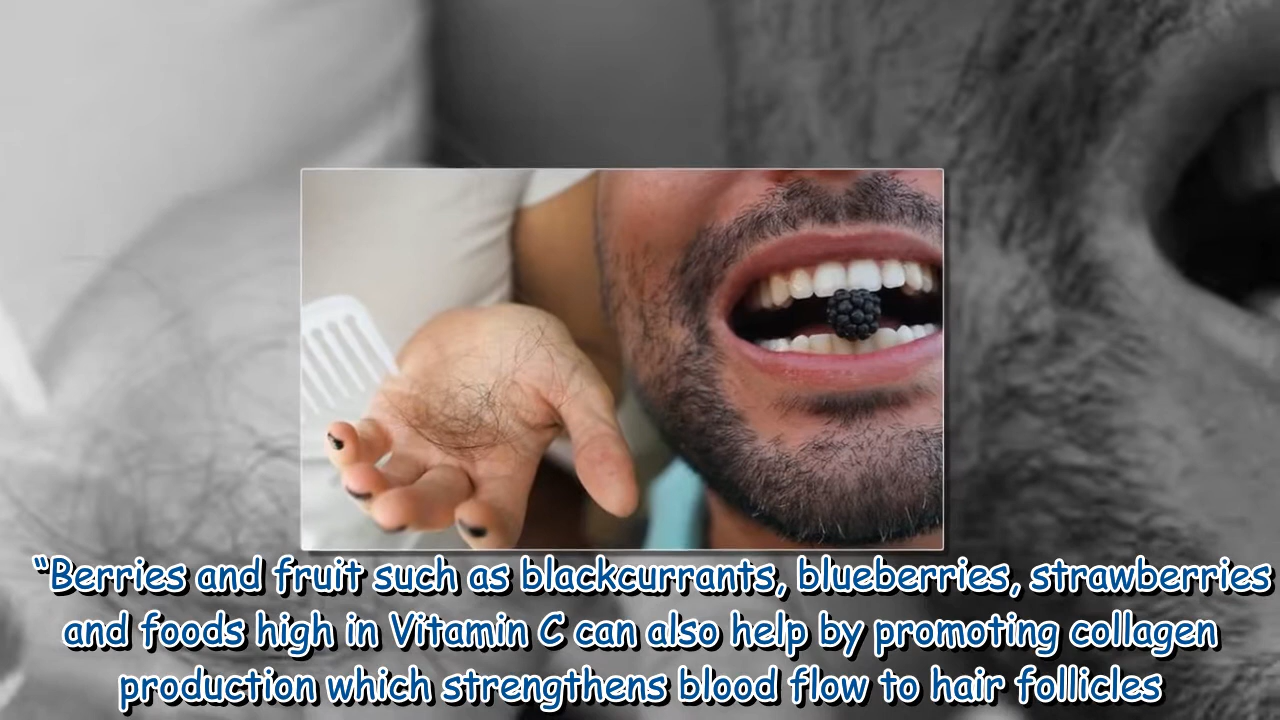 “Berries and fruit such as blackcurrants, blueberries, strawberries
and foods high in Vitamin C can also help by promoting collagen
production which strengthens blood flow to hair follicles